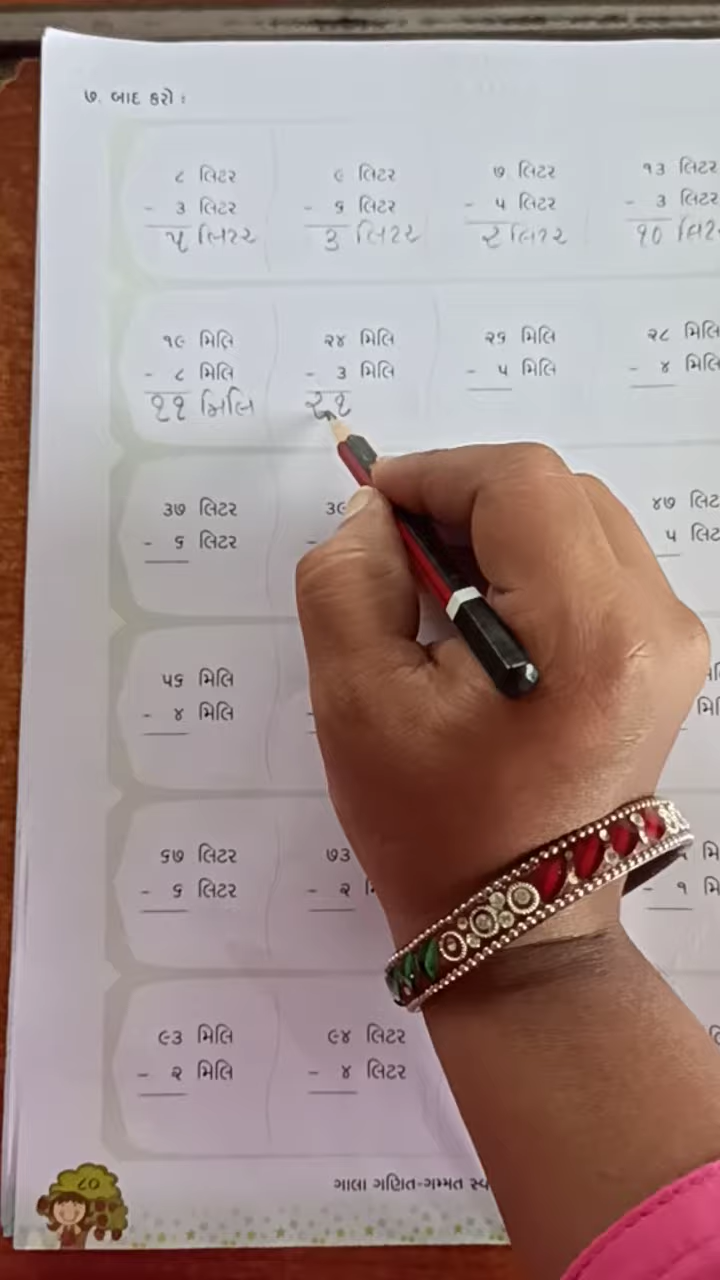 ૭. બાદ કરો :
૮ લિટર ૯ લિટર ૭ લિટર ૧૩ લિટર
- ૩ લિટર - ૬ લિટર - ૫ લિટર - ૩ લિટર
૫ લિટર ૩ લિટર ૨ લિટર ૧૦
૧૯ મિલિ ૨૪ મિલિ ૨૬ મિલિ ૨૮ મિલિ
- ૮ મિલિ - ૩ મિલિ - ૫ મિલિ - ૪ મિલિ
૧૧ મિલિ ૨૧
૩૭ લિટર ૩૯ ૪૭
- ૬ લિટર - ૫
૫૬ મિલિ
- ૪ મિલિ -
૬૭ લિટર ૭૩
- ૬ લિટર - ૨ - ૧
૯૩ મિલિ ૯૪ લિટર
- ૨ મિલિ - ૪ લિટર
૮૦ ગાલા ગણિત-ગમ્મત